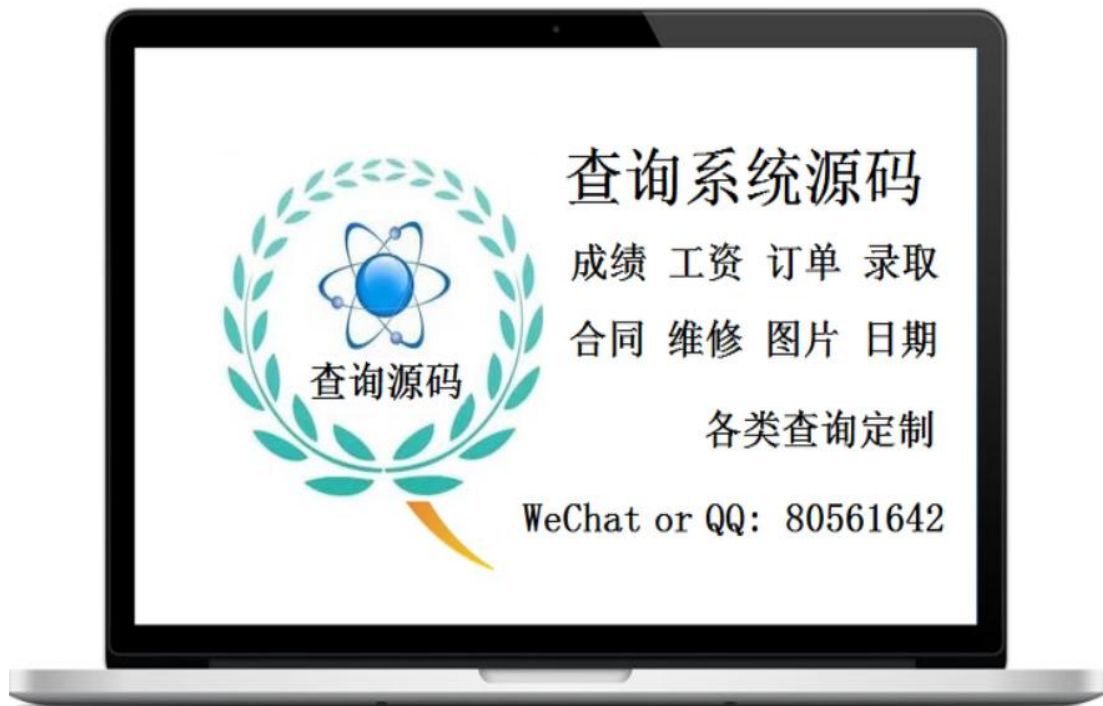 查询系统源码
成绩 工资 订单 录取
合同 维修 图片 日期
查询源码
各类查询定制
WeChat or QQ: 80561642